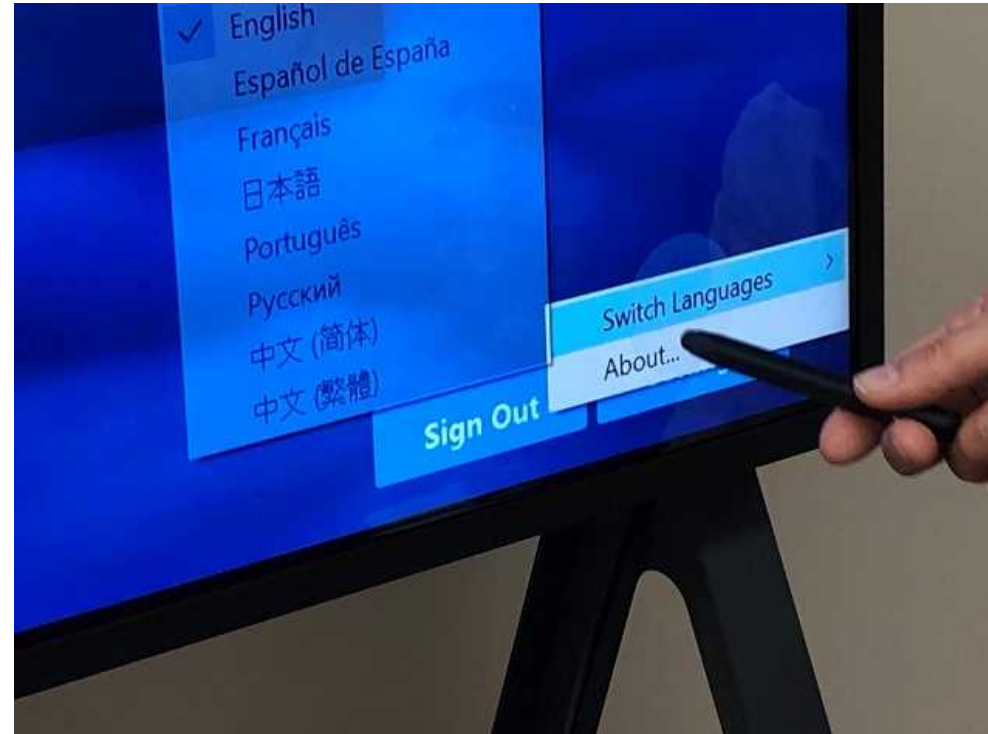 English
Español de España
Français
日本語
Português
Русский
中文 (简体)
中文 (繁體)
Switch Languages
About...
Sign Out